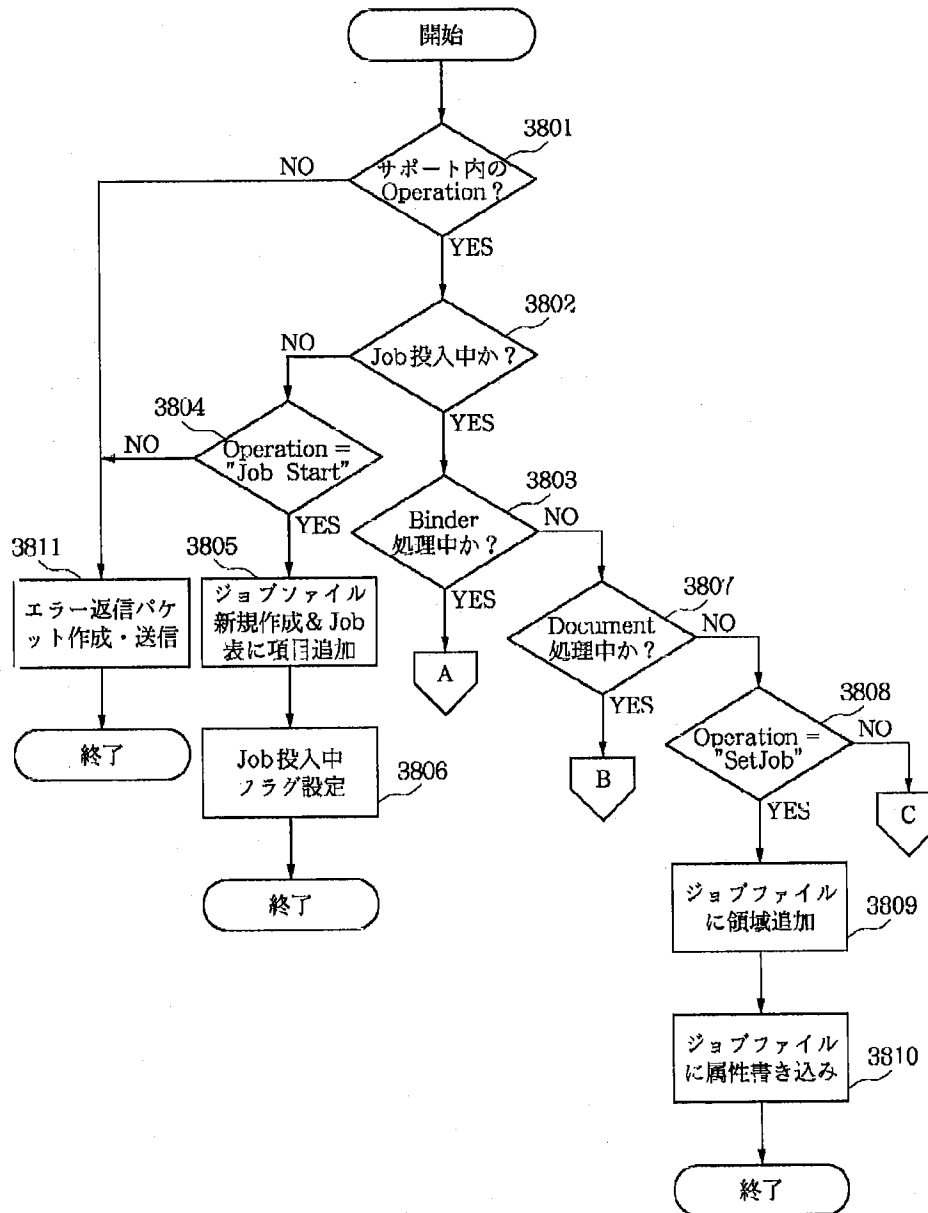 開始
3801
サポート内の
Operation？
NO
YES
3802
Job投入中か？
NO
YES
3804
Operation =
"Job Start"
NO
YES
3803
Binder
処理中か？
NO
YES
3811
エラー返信パケ
ット作成・送信
3805
ジョブファイル
新規作成＆Job
表に項目追加
A
3807
Document
処理中か？
NO
YES
終了
Job投入中
フラグ設定
3806
B
3808
Operation =
"SetJob"
NO
YES
C
終了
ジョブファイル
に領域追加
3809
ジョブファイル
に属性書き込み
3810
終了